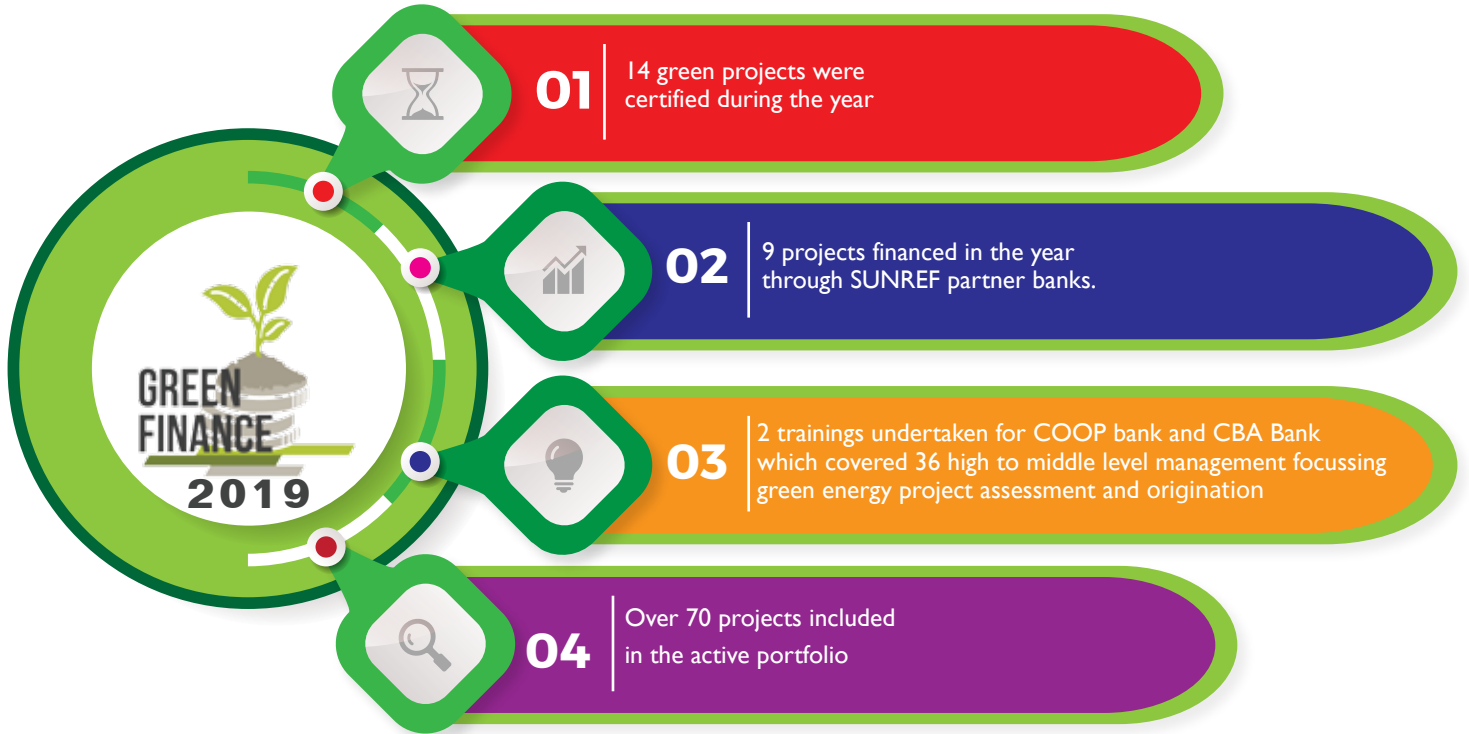 01
14 green projects were
certified during the year
02
9 projects financed in the year
through SUNREF partner banks.
GREEN
FINANCE
2019
03
2 trainings undertaken for COOP bank and CBA Bank
which covered 36 high to middle level management focussing
green energy project assessment and origination
04
Over 70 projects included
in the active portfolio